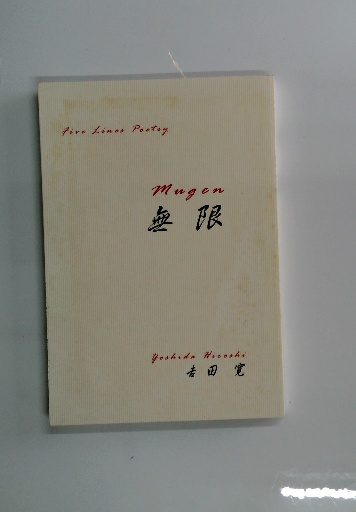 Five Lines Poetry
Mugen
無限
Yoshida Hiroshi
吉田 寛